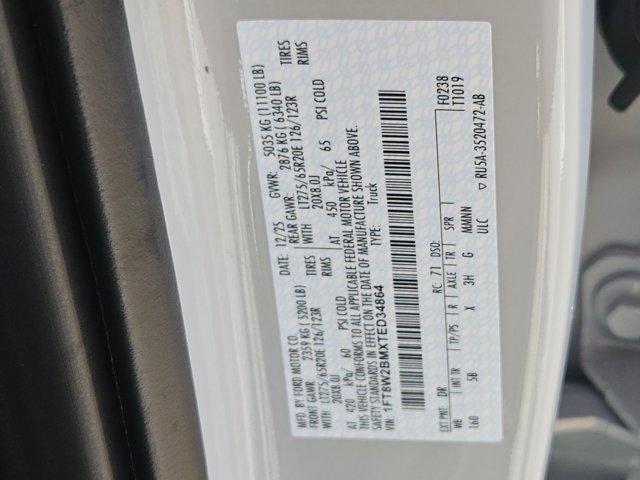 MFD. BY FORD MOTOR CO.
DATE: 12/25 GVWR: 5035 KG (11100 LB)
FRONT GAWR: 2359 KG ( 5200 LB) REAR GAWR: 2876 KG ( 6340 LB)
WITH LT275/65R20E 126/123R TIRES WITH LT275/65R20E 126/123R TIRES
20X8.0J RIMS 20X8.0J RIMS
AT 420 kPa/ 60 PSI COLD AT 450 kPa/ 65 PSI COLD
THIS VEHICLE CONFORMS TO ALL APPLICABLE FEDERAL MOTOR VEHICLE
SAFETY STANDARDS IN EFFECT ON THE DATE OF MANUFACTURE SHOWN ABOVE.
VIN: 1FT8W2BMXTED34864 TYPE: Truck
F0238
T1019
EXT PNT: DR RC: 71 DSO:
WB INT TR TP/PS R AXLE TR SPR
160 5B X 3H G MMNNN
ULC RU5A-3520472-AB